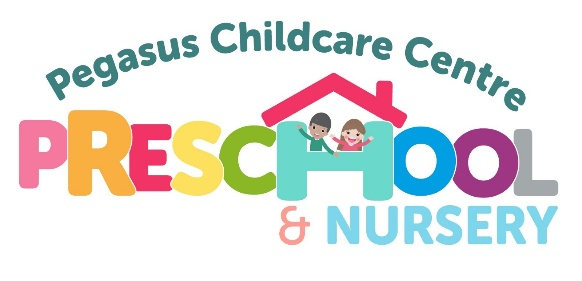 Pegasus Childcare Centre
PRESCHOOL
& NURSERY